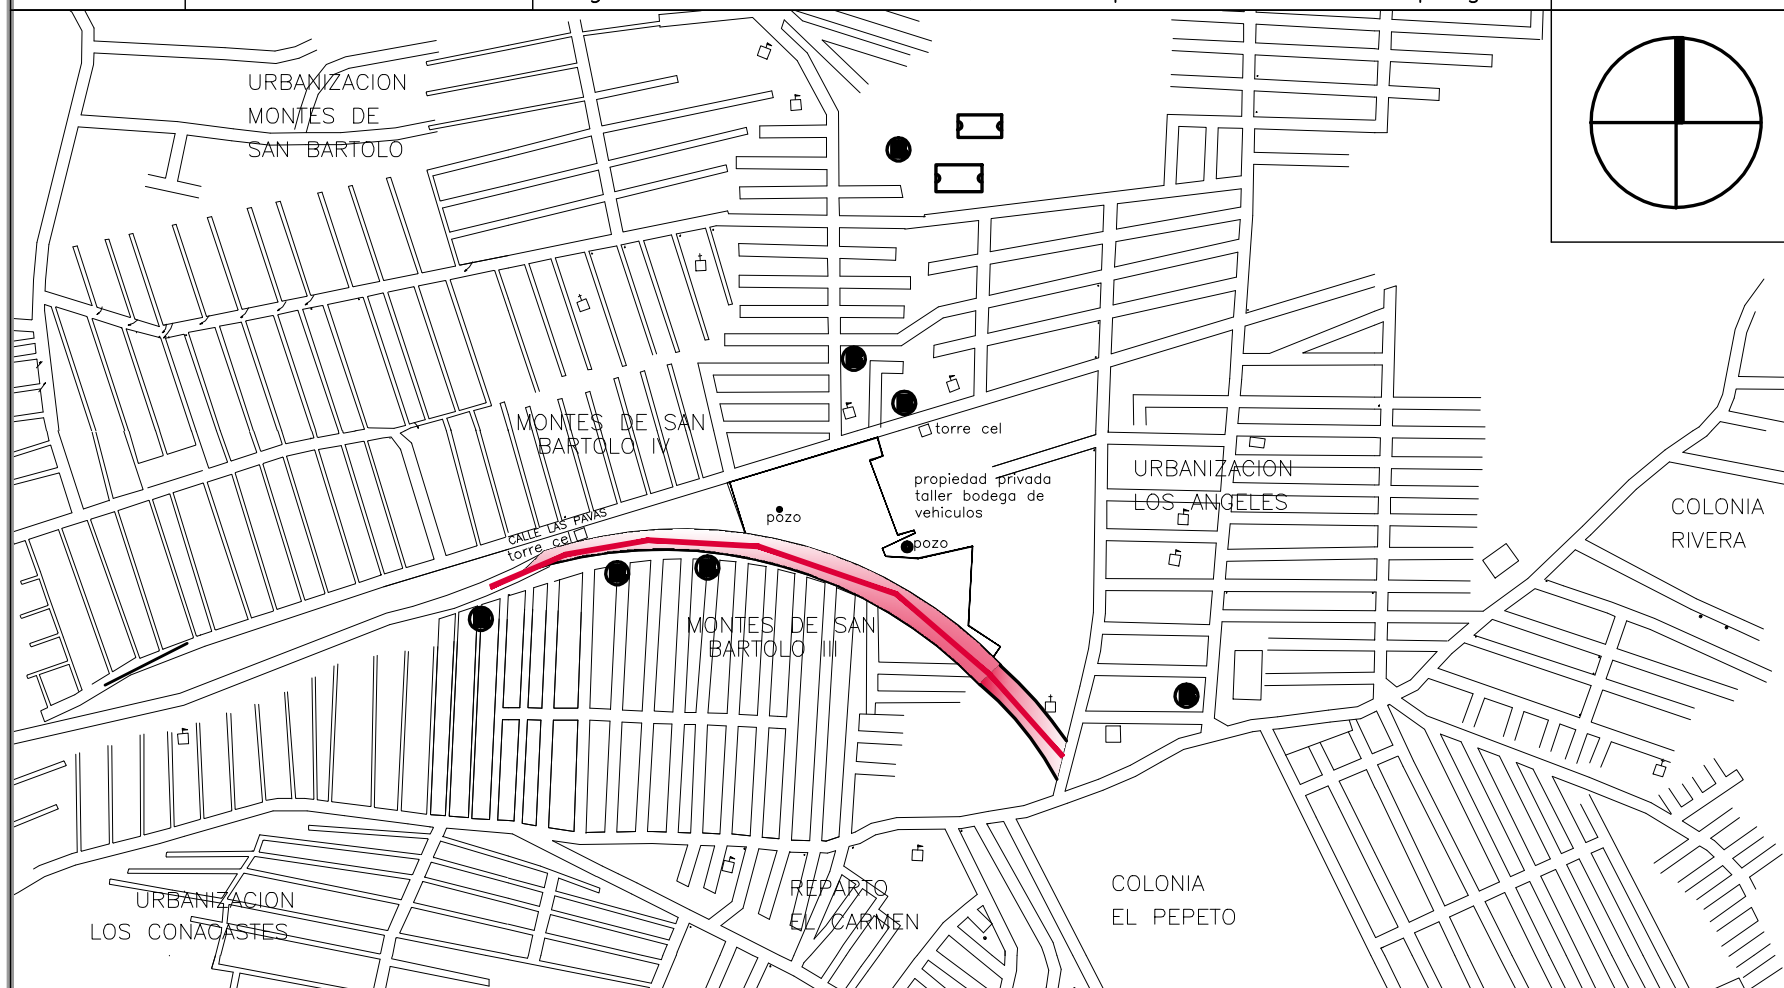 URBANIZACION
MONTES DE
SAN BARTOLO
MONTES DE SAN
BARTOLO IV
torre cel
propiedad privada
taller bodega de
vehiculos
URBANIZACION
LOS ANGELES
COLONIA
RIVERA
pozo
CALLE LAS PAVAS
torre cel
pozo
MONTES DE SAN
BARTOLO III
URBANIZACION
LOS CONACASTES
REPARTO
EL CARMEN
COLONIA
EL PEPETO